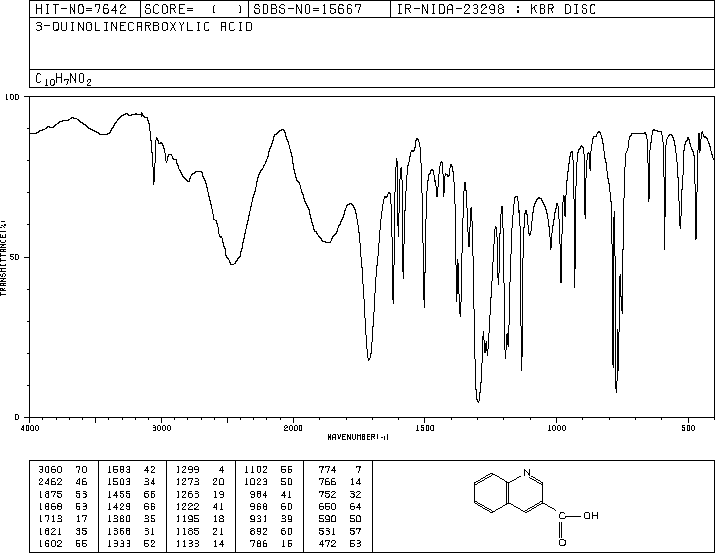 HIT-NO=7642 SCORE= ( ) SDBS-NO=15667 IR-NIDA-23298 : KBR DISC
3-QUINOLINECARBOXYLIC ACID
C10H7NO2
100
50
0
TRANSMITTANCE(%)
4000 3000 2000 1500 1000 500
WAVENUMBER(-1)
3060 70 1583 42 1299 4 1102 55 774 7
2462 46 1503 34 1273 20 1023 50 766 14
1875 53 1455 66 1263 19 984 41 752 32
1868 53 1429 66 1222 41 968 60 650 64
1713 17 1380 35 1195 18 931 39 590 50
1621 35 1368 31 1185 21 892 60 531 57
1602 55 1333 52 1133 14 786 15 472 53
N
C
OH
O